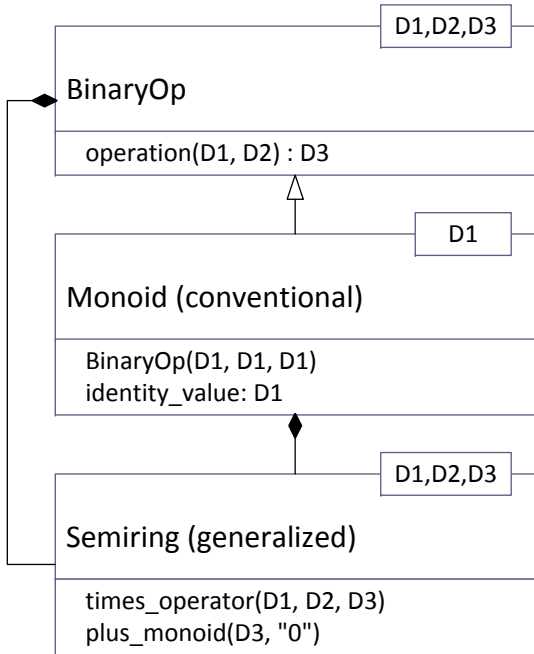 D1,D2,D3
BinaryOp
operation(D1, D2) : D3
D1
Monoid (conventional)
BinaryOp(D1, D1, D1)
identity_value: D1
D1,D2,D3
Semiring (generalized)
times_operator(D1, D2, D3)
plus_monoid(D3, "0")